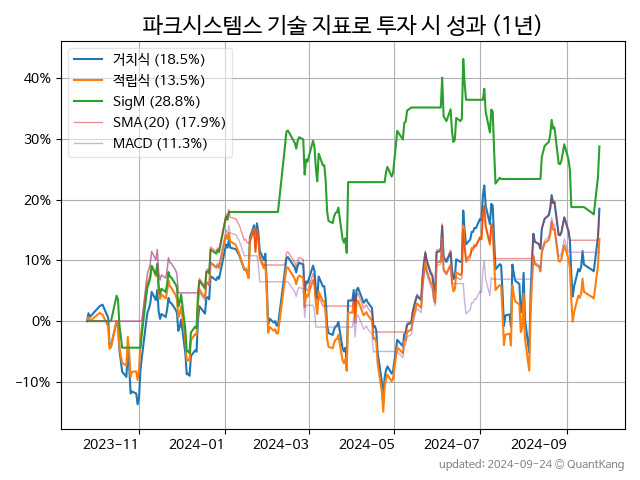 파크시스템스 기술 지표로 투자 시 성과 (1년)
거치식 (18.5%)
적립식 (13.5%)
SigM (28.8%)
SMA(20) (17.9%)
MACD (11.3%)
40%
30%
20%
10%
0%
−10%
2023-11 2024-01 2024-03 2024-05 2024-07 2024-09
updated: 2024-09-24 © QuantKang